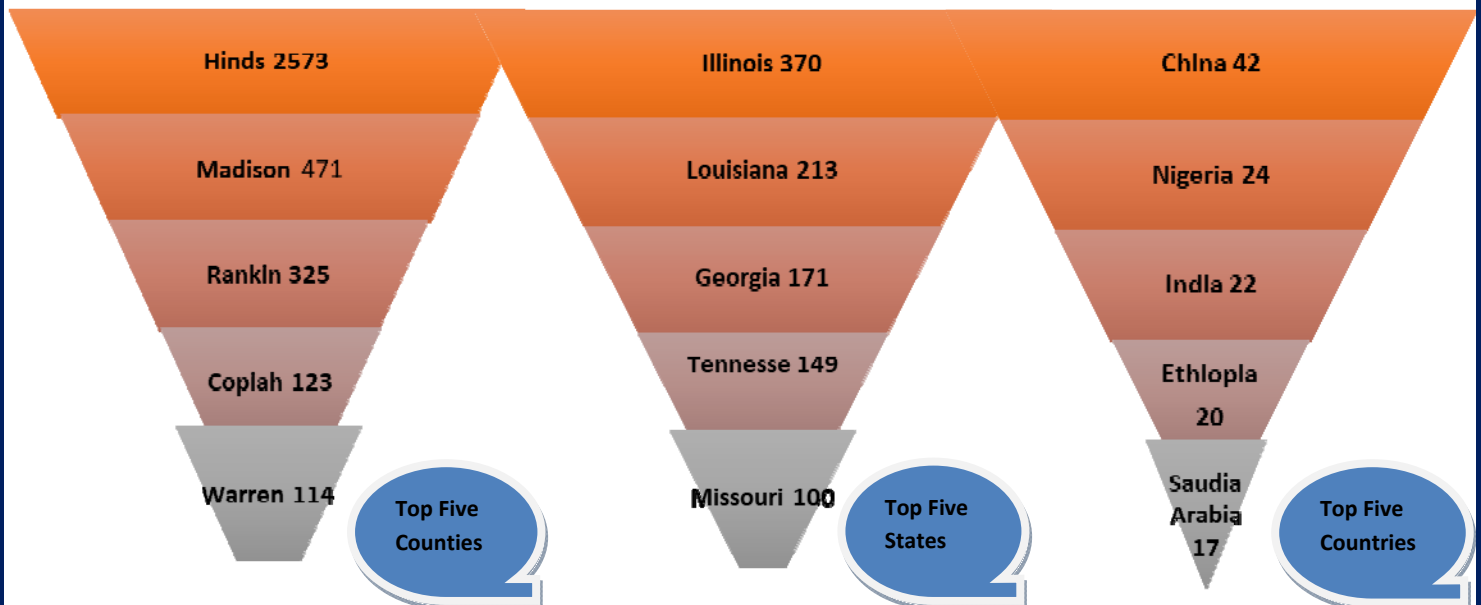 Hinds 2573
Madison 471
Rankin 325
Copiah 123
Warren 114
Top Five
Counties
Illinois 370
Louisiana 213
Georgia 171
Tennesse 149
Missouri 100
Top Five
States
China 42
Nigeria 24
India 22
Ethiopia
20
Saudia
Arabia
17
Top Five
Countries